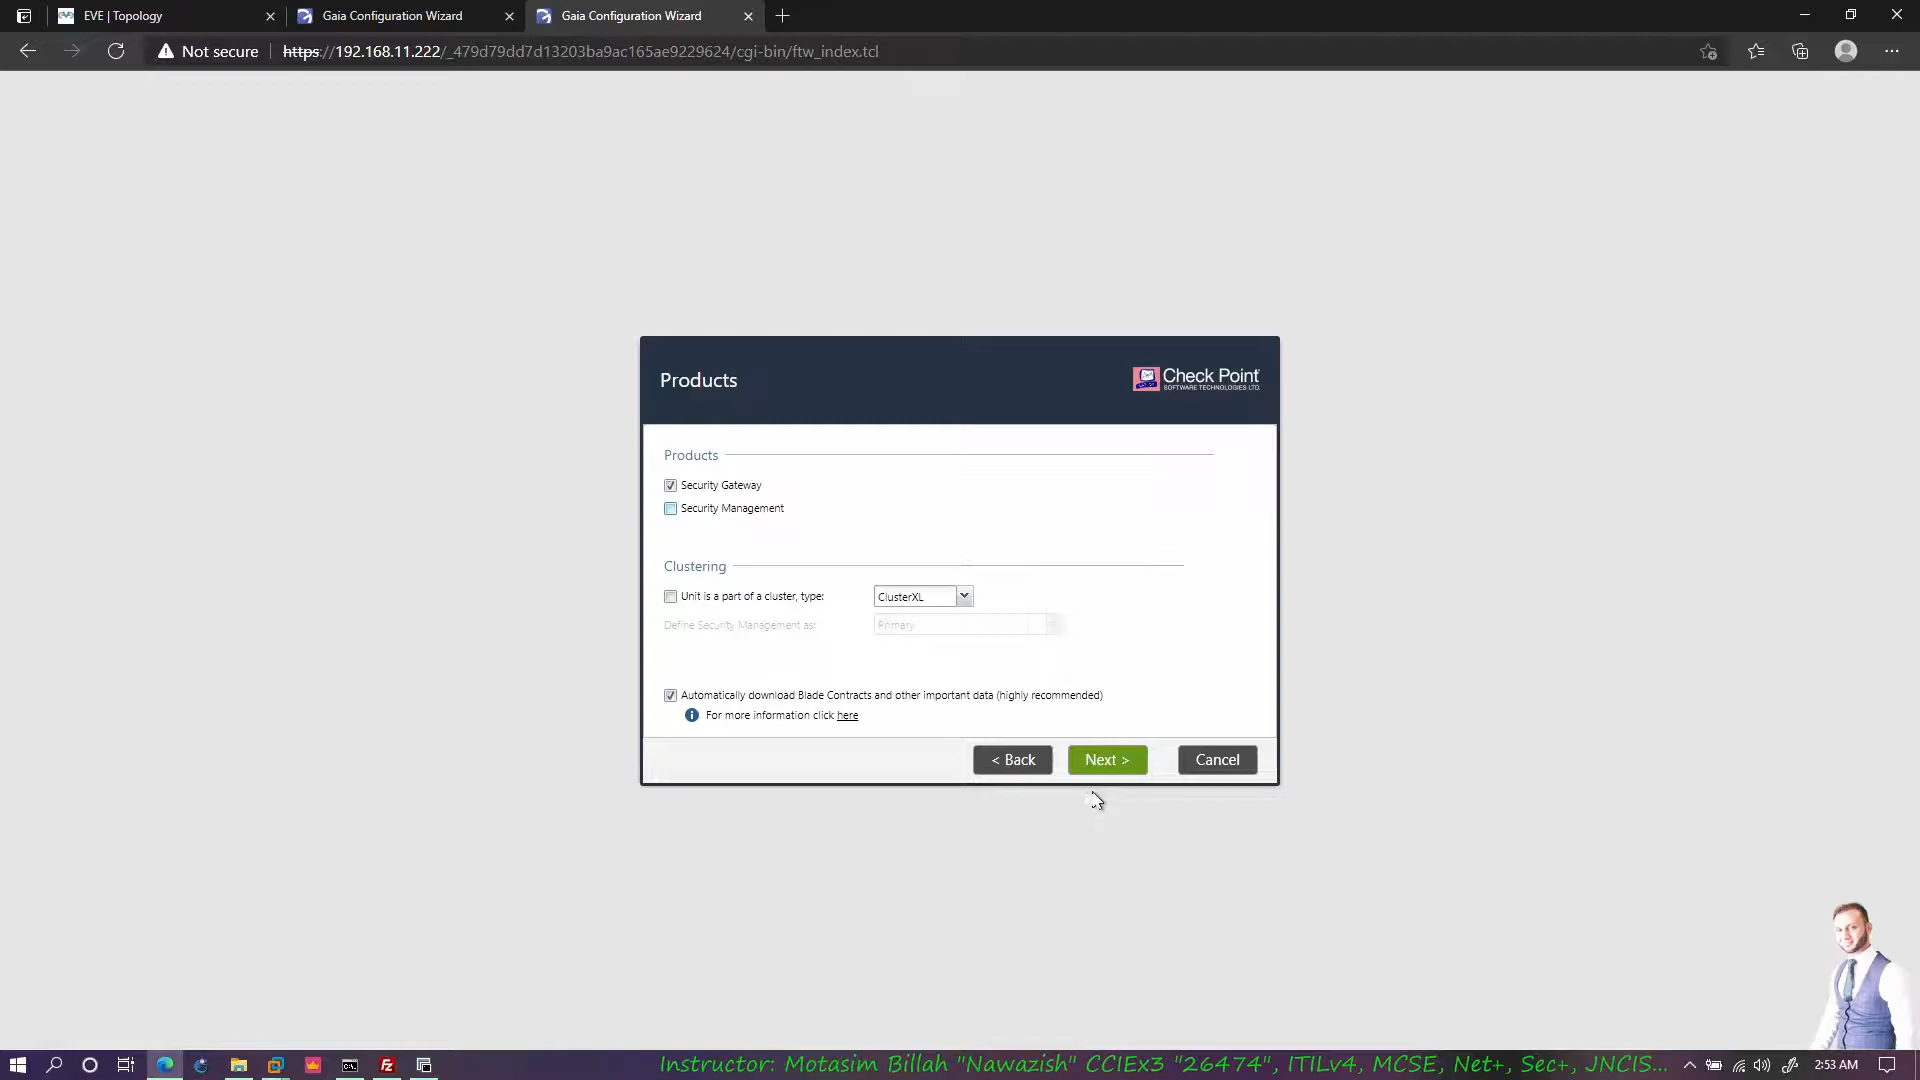 EVE | Topology
Gaia Configuration Wizard
Gaia Configuration Wizard
Not secure
https://192.168.11.222/_479d79dd7d13203ba9ac165ae9229624/cgi-bin/ftw_index.tcl
Products
Check Point
SOFTWARE TECHNOLOGIES LTD.
Products
Security Gateway
Security Management
Clustering
Unit is a part of a cluster, type:
ClusterXL
Define Security Management as:
Primary
Automatically download Blade Contracts and other important data (highly recommended)
For more information click here
< Back
Next >
Cancel
Instructor: Motasim Billah "Nawazish" CCIEx3 "26474", ITILv4, MCSE, Net+, Sec+, JNCIS...
2:53 AM